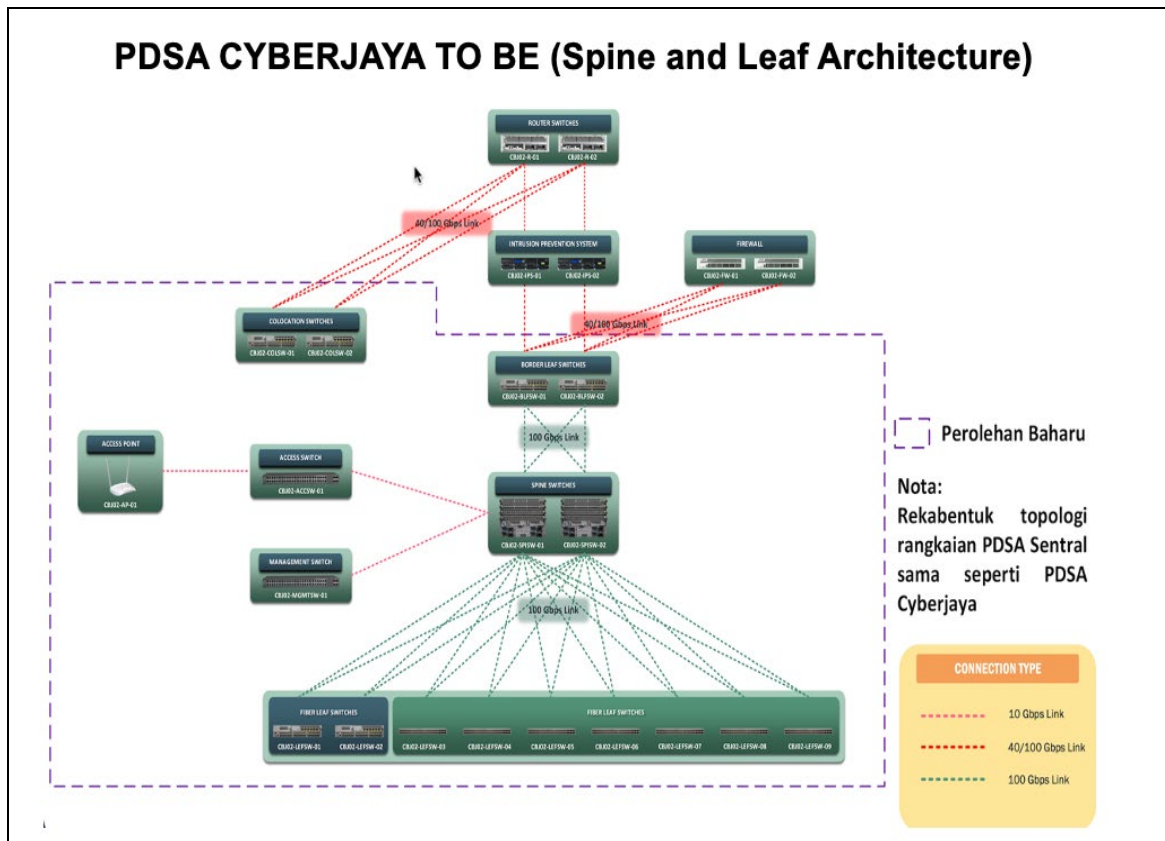 PDSA CYBERJAYA TO BE (Spine and Leaf Architecture)
ROUTER SWITCHES
CBJ02-R-01 CBJ02-R-02
40/100 Gbps Link
INTRUSION PREVENTION SYSTEM
CBJ02-IPS-01 CBJ02-IPS-02
FIREWALL
CBJ02-FW-01 CBJ02-FW-02
COLOCATION SWITCHES
CBJ02-COLSW-01 CBJ02-COLSW-02
40/100 Gbps Link
BORDER LEAF SWITCHES
CBJ02-BLFSW-01 CBJ02-BLFSW-02
100 Gbps Link
ACCESS POINT
CBJ02-AP-01
ACCESS SWITCH
CBJ02-ACCSW-01
SPINE SWITCHES
CBJ02-SPISW-01 CBJ02-SPISW-02
MANAGEMENT SWITCH
CBJ02-MGMTSW-01
100 Gbps Link
FIBER LEAF SWITCHES
CBJ02-LEFSW-01 CBJ02-LEFSW-02
FIBER LEAF SWITCHES
CBJ02-LEFSW-03 CBJ02-LEFSW-04 CBJ02-LEFSW-05 CBJ02-LEFSW-06 CBJ02-LEFSW-07 CBJ02-LEFSW-08 CBJ02-LEFSW-09
Perolehan Baharu
Nota:
Rekabentuk topologi
rangkaian PDSA Sentral
sama seperti PDSA
Cyberjaya
CONNECTION TYPE
10 Gbps Link
40/100 Gbps Link
100 Gbps Link